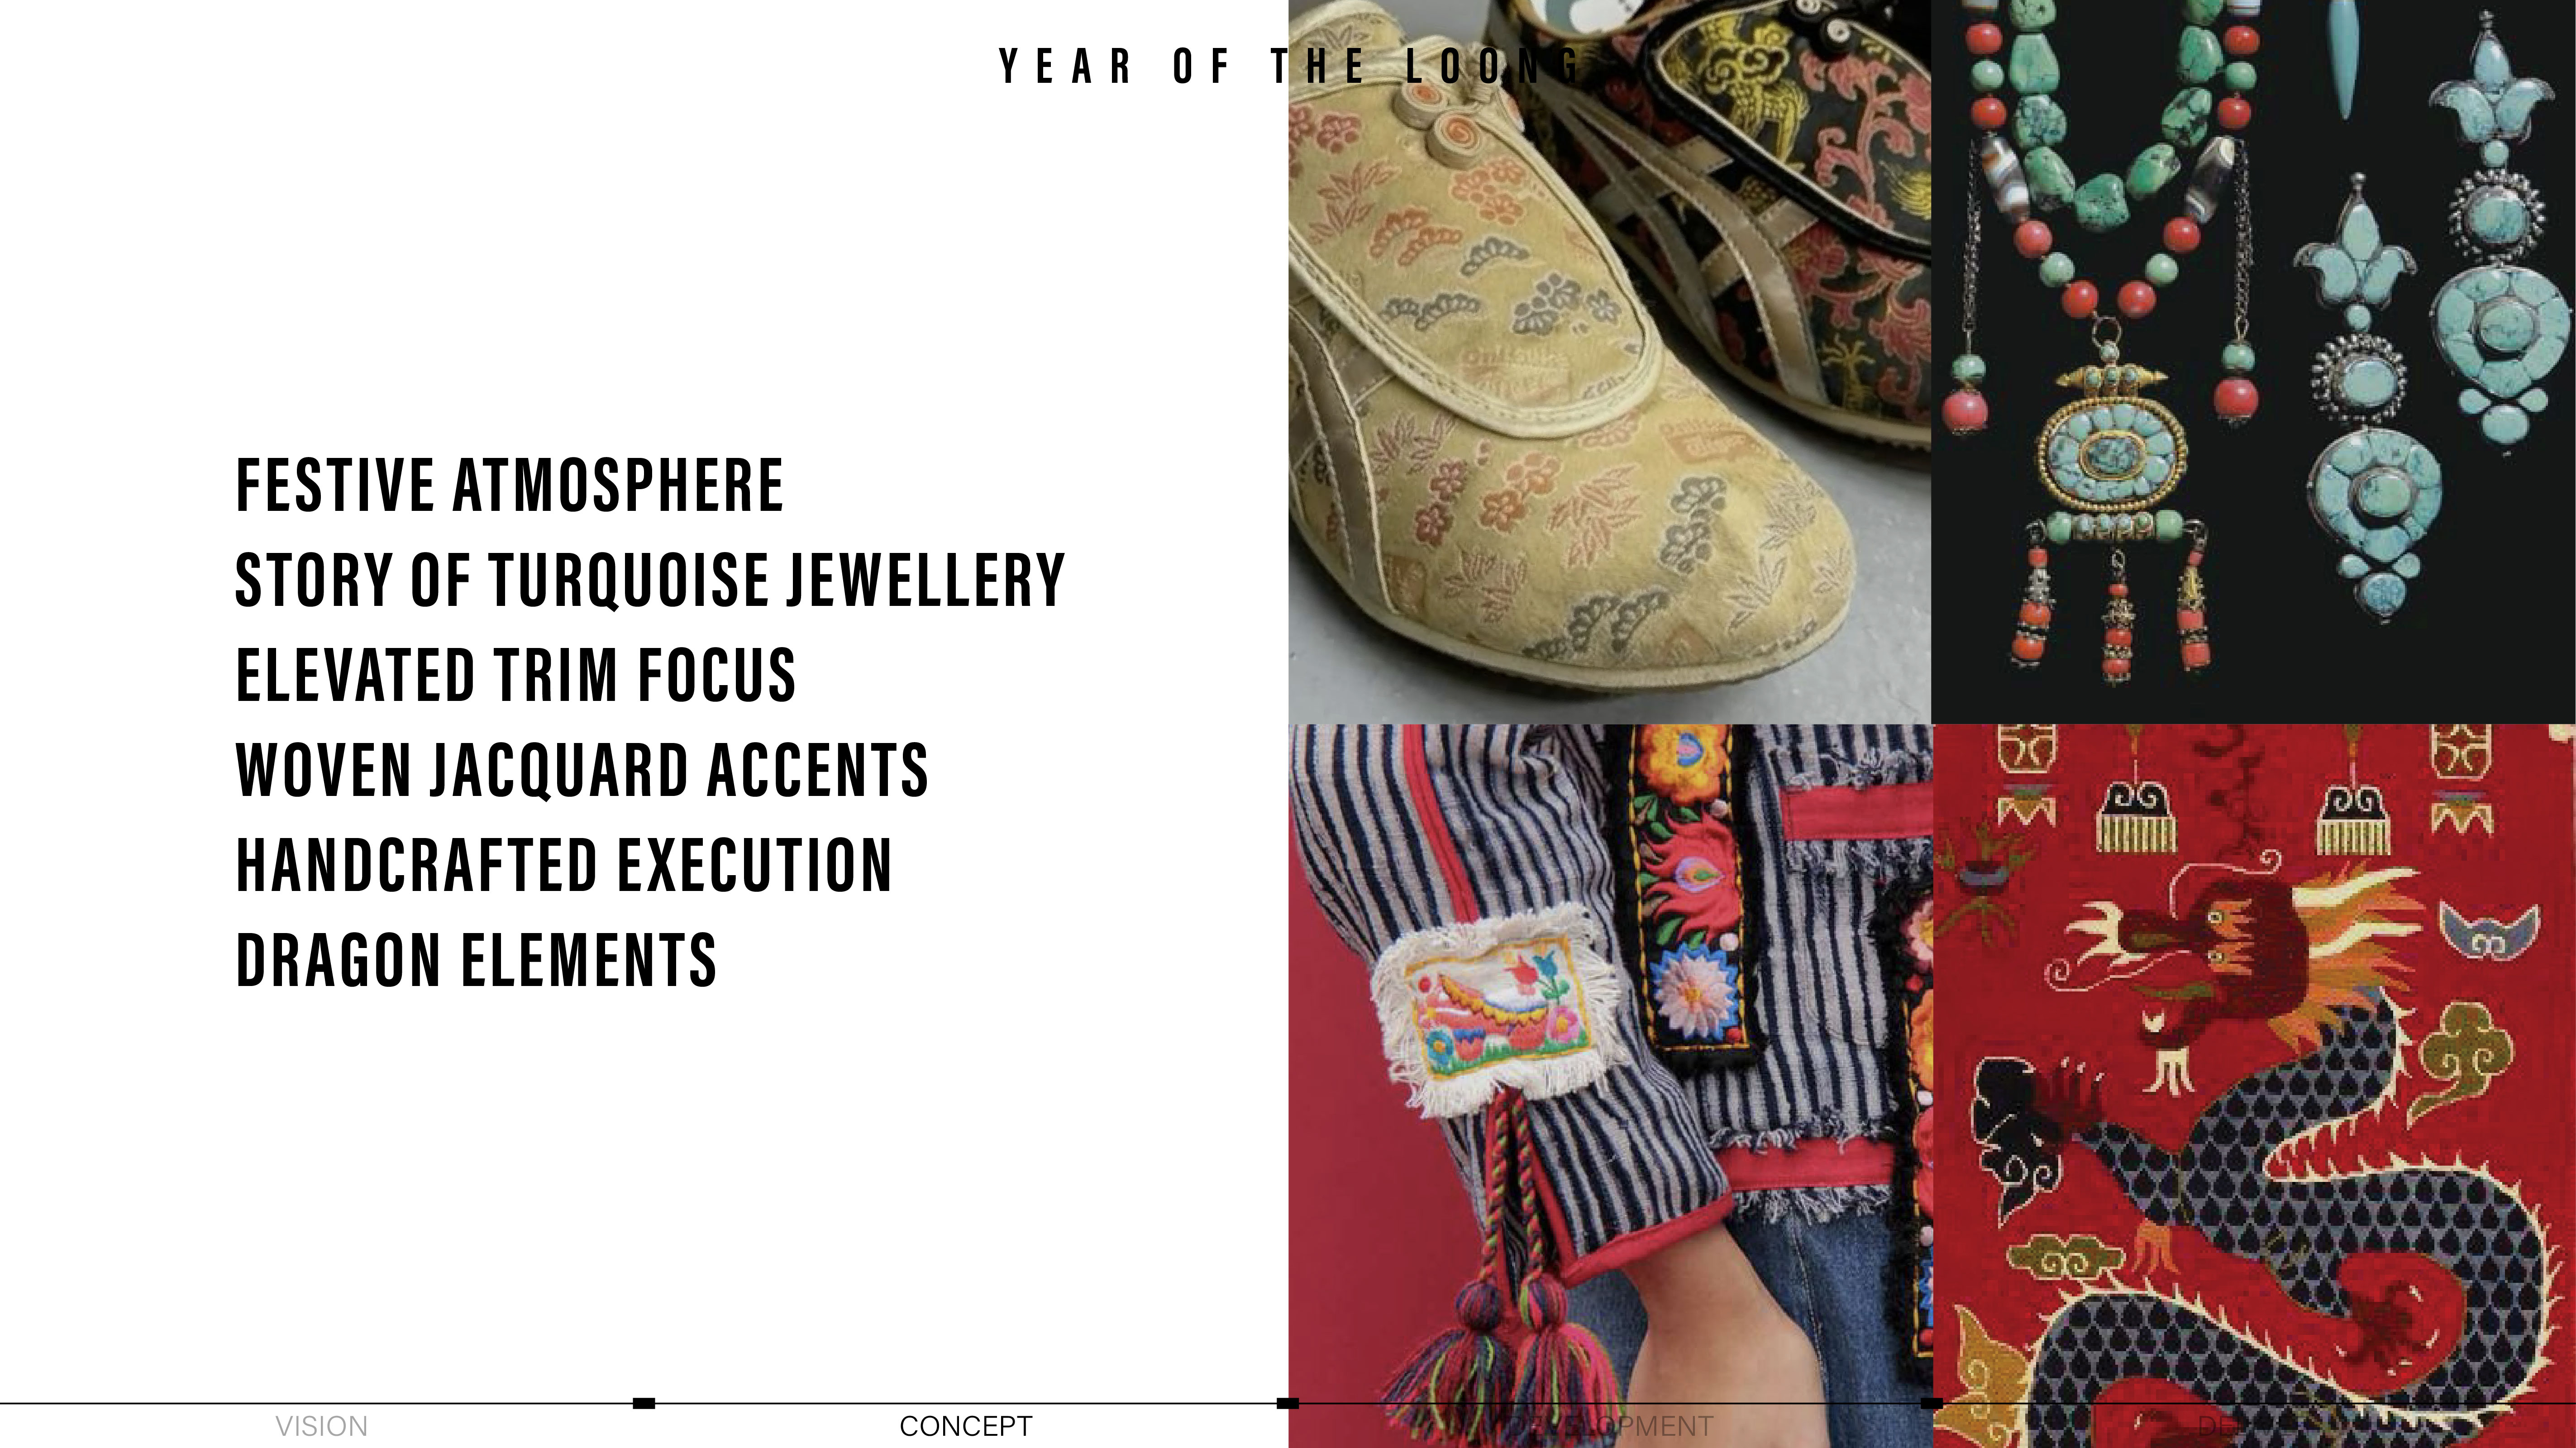 YEAR OF THE LOONG
FESTIVE ATMOSPHERE
STORY OF TURQUOISE JEWELLERY
ELEVATED TRIM FOCUS
WOVEN JACQUARD ACCENTS
HANDCRAFTED EXECUTION
DRAGON ELEMENTS
VISION
CONCEPT
DEVELOPMENT